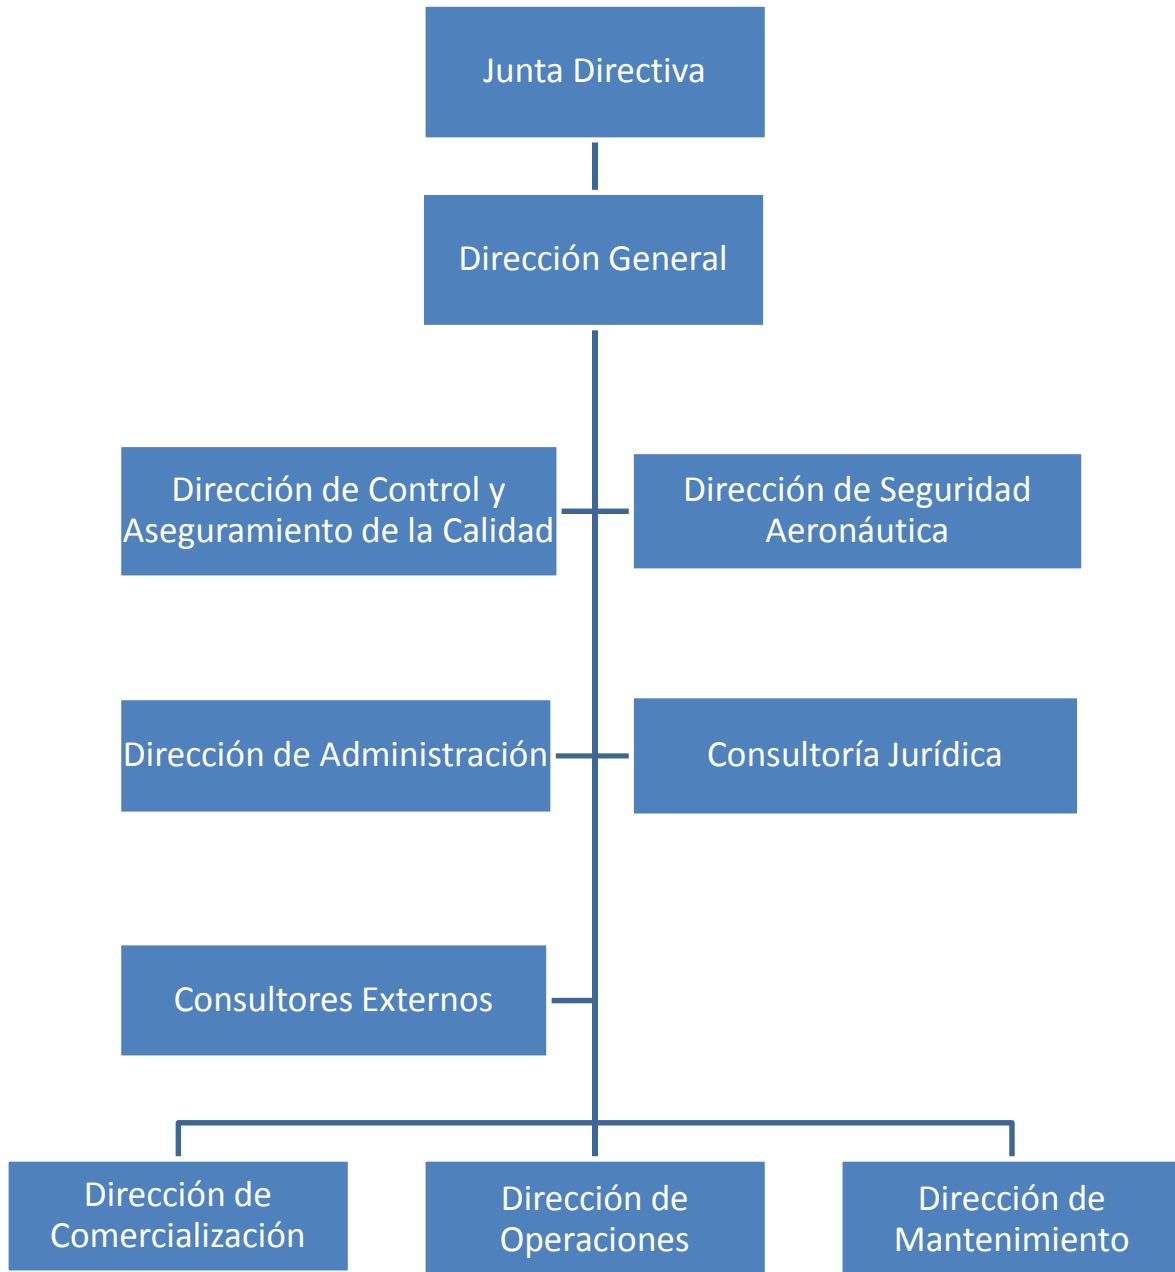 Junta Directiva
Dirección General
Dirección de Control y
Aseguramiento de la Calidad
Dirección de Seguridad
Aeronáutica
Dirección de Administración
Consultoría Jurídica
Consultores Externos
Dirección de
Comercialización
Dirección de
Operaciones
Dirección de
Mantenimiento